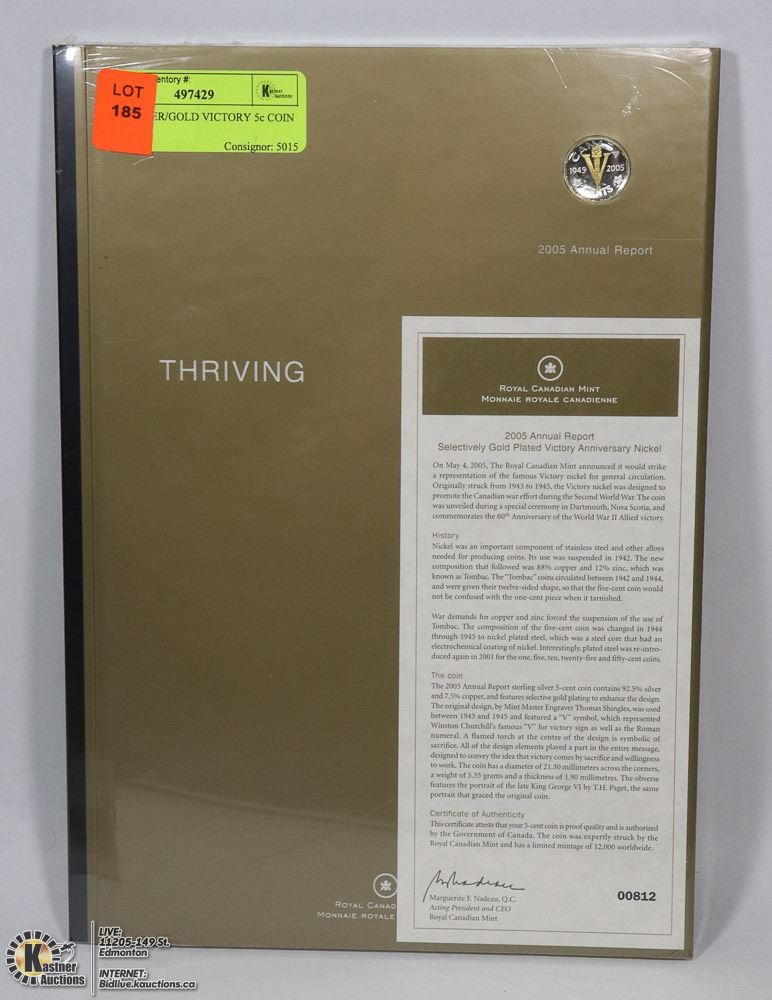 LOT
185
entory #:
497429
Kastner
Auctions
ER/GOLD VICTORY 5c COIN
Consignor: 5015
CANADA
1945 2005
CENTS
2005 Annual Report
THRIVING
ROYAL CANADIAN MINT
MONNAIE ROYALE CANADIENNE
2005 Annual Report
Selectively Gold Plated Victory Anniversary Nickel
On May 4, 2005, The Royal Canadian Mint announced it would strike
a representation of the famous Victory nickel for general circulation.
Originally struck from 1943 to 1945, the Victory nickel was designed to
promote the Canadian war effort during the Second World War. The coin
was unveiled during a special ceremony in Dartmouth, Nova Scotia, and
commemorates the 60th Anniversary of the World War II Allied victory.
History
Nickel was an important component of stainless steel and other alloys
needed for producing coins. Its use was suspended in 1942. The new
composition that followed was 88% copper and 12% zinc, which was
known as Tombac. The "Tombac" coins circulated between 1942 and 1944,
and were given their twelve-sided shape, so that the five-cent coin would
not be confused with the one-cent piece when it tarnished.
War demands for copper and zinc forced the suspension of the use of
Tombac. The composition of the five-cent coin was changed in 1944
through 1945 to nickel plated steel, which was a steel core that had an
electrochemical coating of nickel. Interestingly, plated steel was re-intro-
duced again in 2001 for the one, five, ten, twenty-five and fifty-cent coins.
The coin
The 2005 Annual Report sterling silver 5-cent coin contains 92.5% silver
and 7.5% copper, and features selective gold plating to enhance the design.
The original design, by Mint Master Engraver Thomas Shingles, was used
between 1943 and 1945 and featured a "V" symbol, which represented
Winston Churchill's famous "V" for victory sign as well as the Roman
numeral. A flamed torch at the centre of the design is symbolic of
sacrifice. All of the design elements played a part in the entire message,
designed to convey the idea that victory comes by sacrifice and willingness
to work. The coin has a diameter of 21.30 millimetres across the corners,
a weight of 5.35 grams and a thickness of 1.90 millimetres. The obverse
features the portrait of the late King George VI by T.H. Paget, the same
portrait that graced the original coin.
Certificate of Authenticity
This certificate attests that your 5-cent coin is proof quality and is authorized
by the Government of Canada. The coin was expertly struck by the
Royal Canadian Mint and has a limited mintage of 12,000 worldwide.
Marguerite F. Nadeau, Q.C.
Acting President and CEO
Royal Canadian Mint
00812
ROYAL CANAD
MONNAIE ROYALE
Kastner
Auctions
LIVE:
11205-149 St.
Edmonton
INTERNET:
Bidlive.kauctions.ca